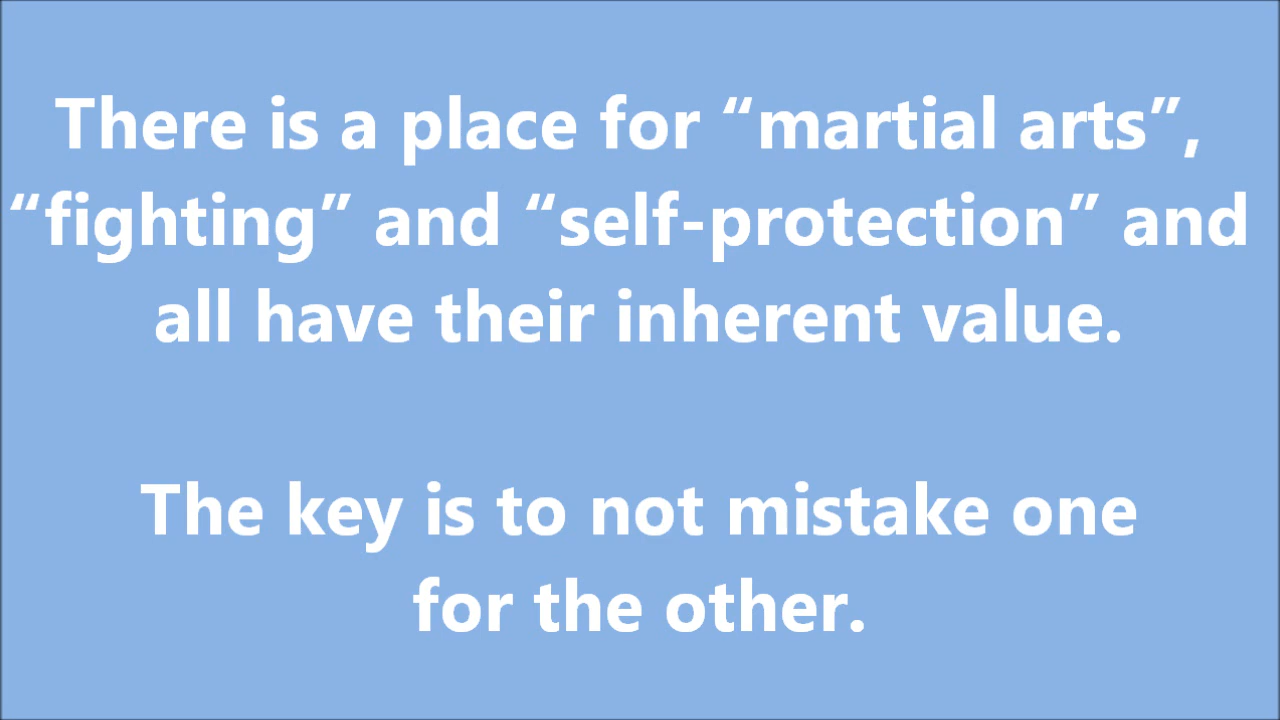 There is a place for “martial arts”,
“fighting” and “self-protection” and
all have their inherent value.
The key is to not mistake one
for the other.